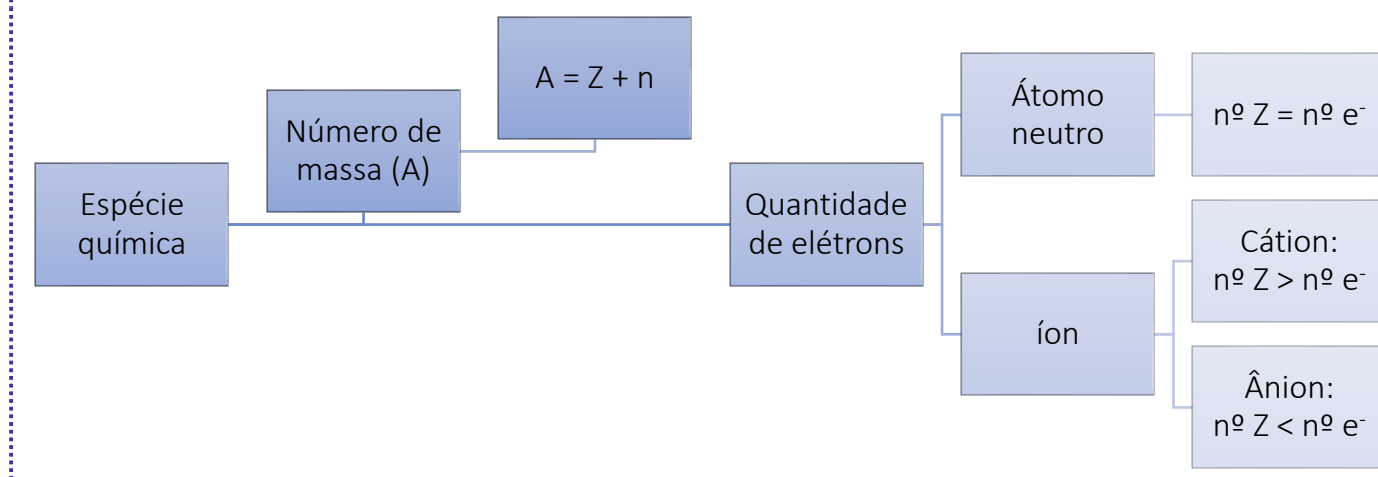 Espécie
química
Número de
massa (A)
A = Z + n
Quantidade
de elétrons
Átomo
neutro
nº Z = nº e⁻
íon
Cátion:
nº Z > nº e⁻
Ânion:
nº Z < nº e⁻